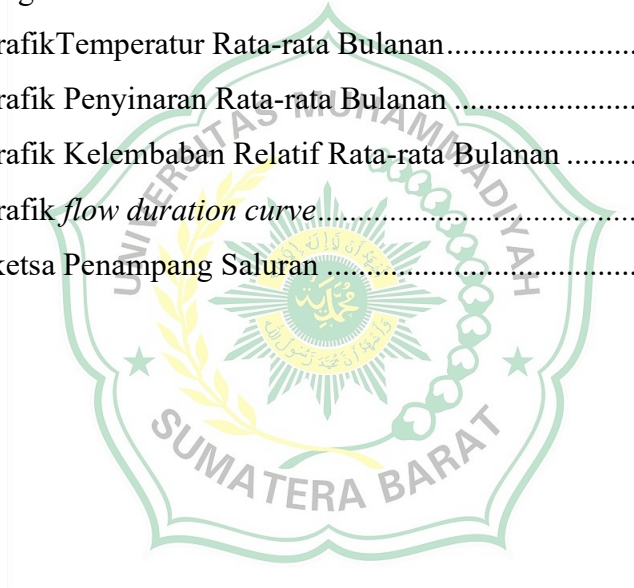 rafikTemperatur Rata-rata Bulanan.....................
rafik Penyinaran Rata-rata Bulanan ....................
rafik Kelembaban Relatif Rata-rata Bulanan .........
rafik flow duration curve.....................................
ketsa Penampang Saluran ...................................
UNIVERSITAS MUHAMMADIYAH
محمدية
SUMATERA BARAT